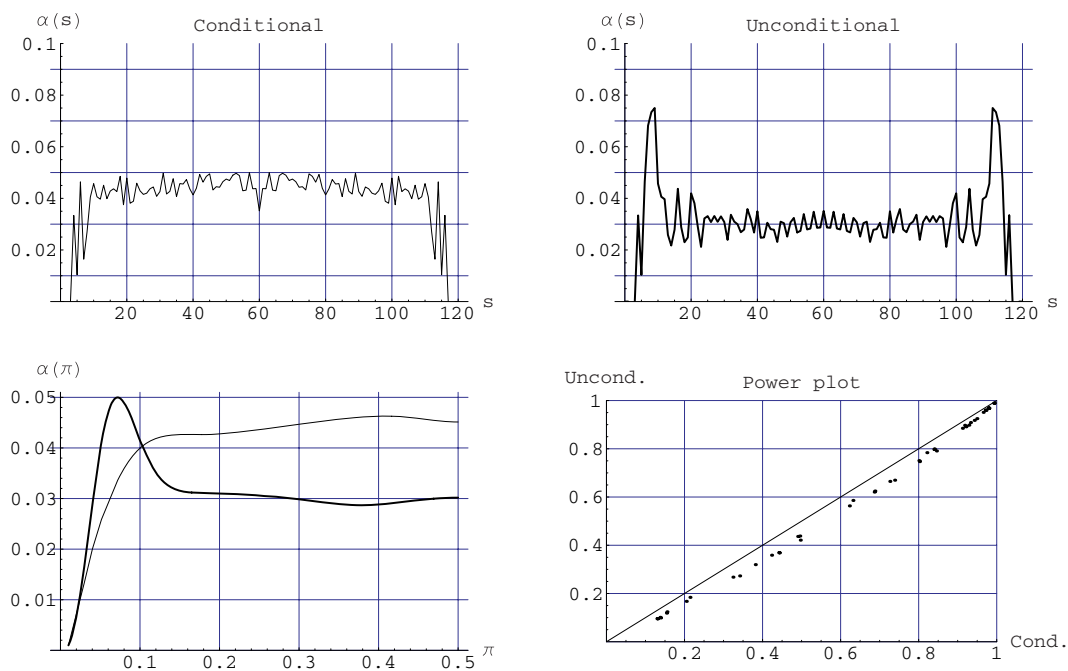 α(s)
Conditional
0.1
0.08
0.06
0.04
0.02
20 40 60 80 100 120 s
α(s)
Unconditional
0.1
0.08
0.06
0.04
0.02
20 40 60 80 100 120 s
α(π)
0.05
0.04
0.03
0.02
0.01
0.1 0.2 0.3 0.4 0.5 π
Uncond.
Power plot
1
0.8
0.6
0.4
0.2
0.2 0.4 0.6 0.8 1 Cond.